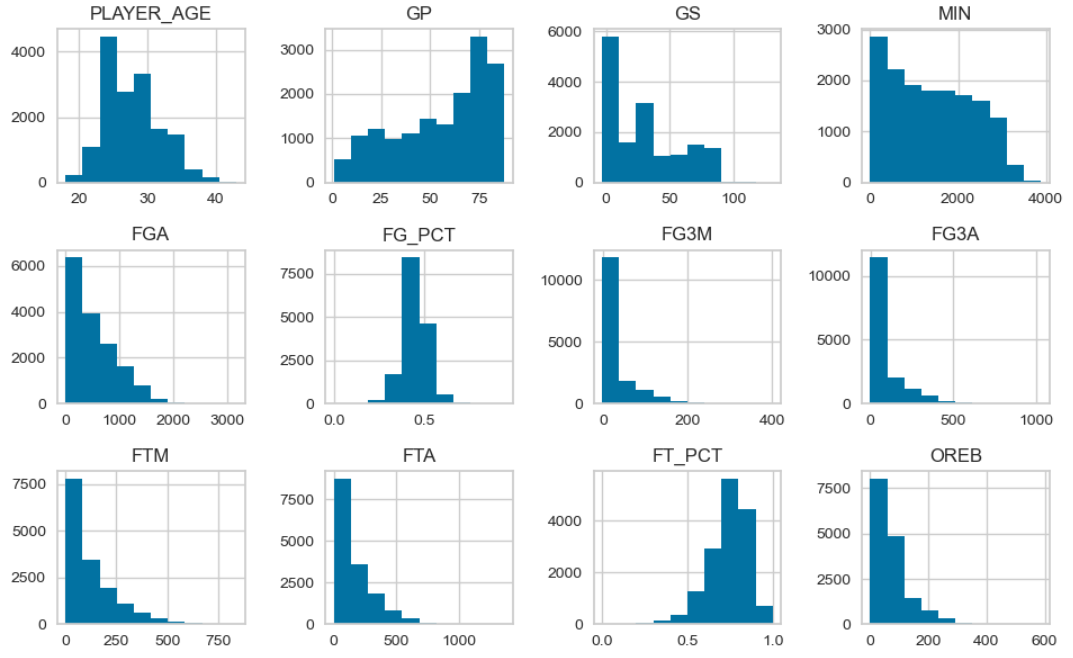 PLAYER_AGE GP GS MIN
4000 3000 6000 3000
2000 2000 4000 2000
1000 2000 1000
0 0 0 0
20 30 40 0 25 50 75 0 50 100 0 2000 4000
FGA FG_PCT FG3M FG3A
6000 7500 10000 10000
4000 5000 5000 5000
2000 2500
0 0 0 0
0 1000 2000 3000 0.0 0.5 0 200 400 0 500 1000
FTM FTA FT_PCT OREB
7500 7500 4000 7500
5000 5000 2000 5000
2500 2500 2500
0 0 0 0
0 250 500 750 0 500 1000 0.0 0.5 1.0 0 200 400 600